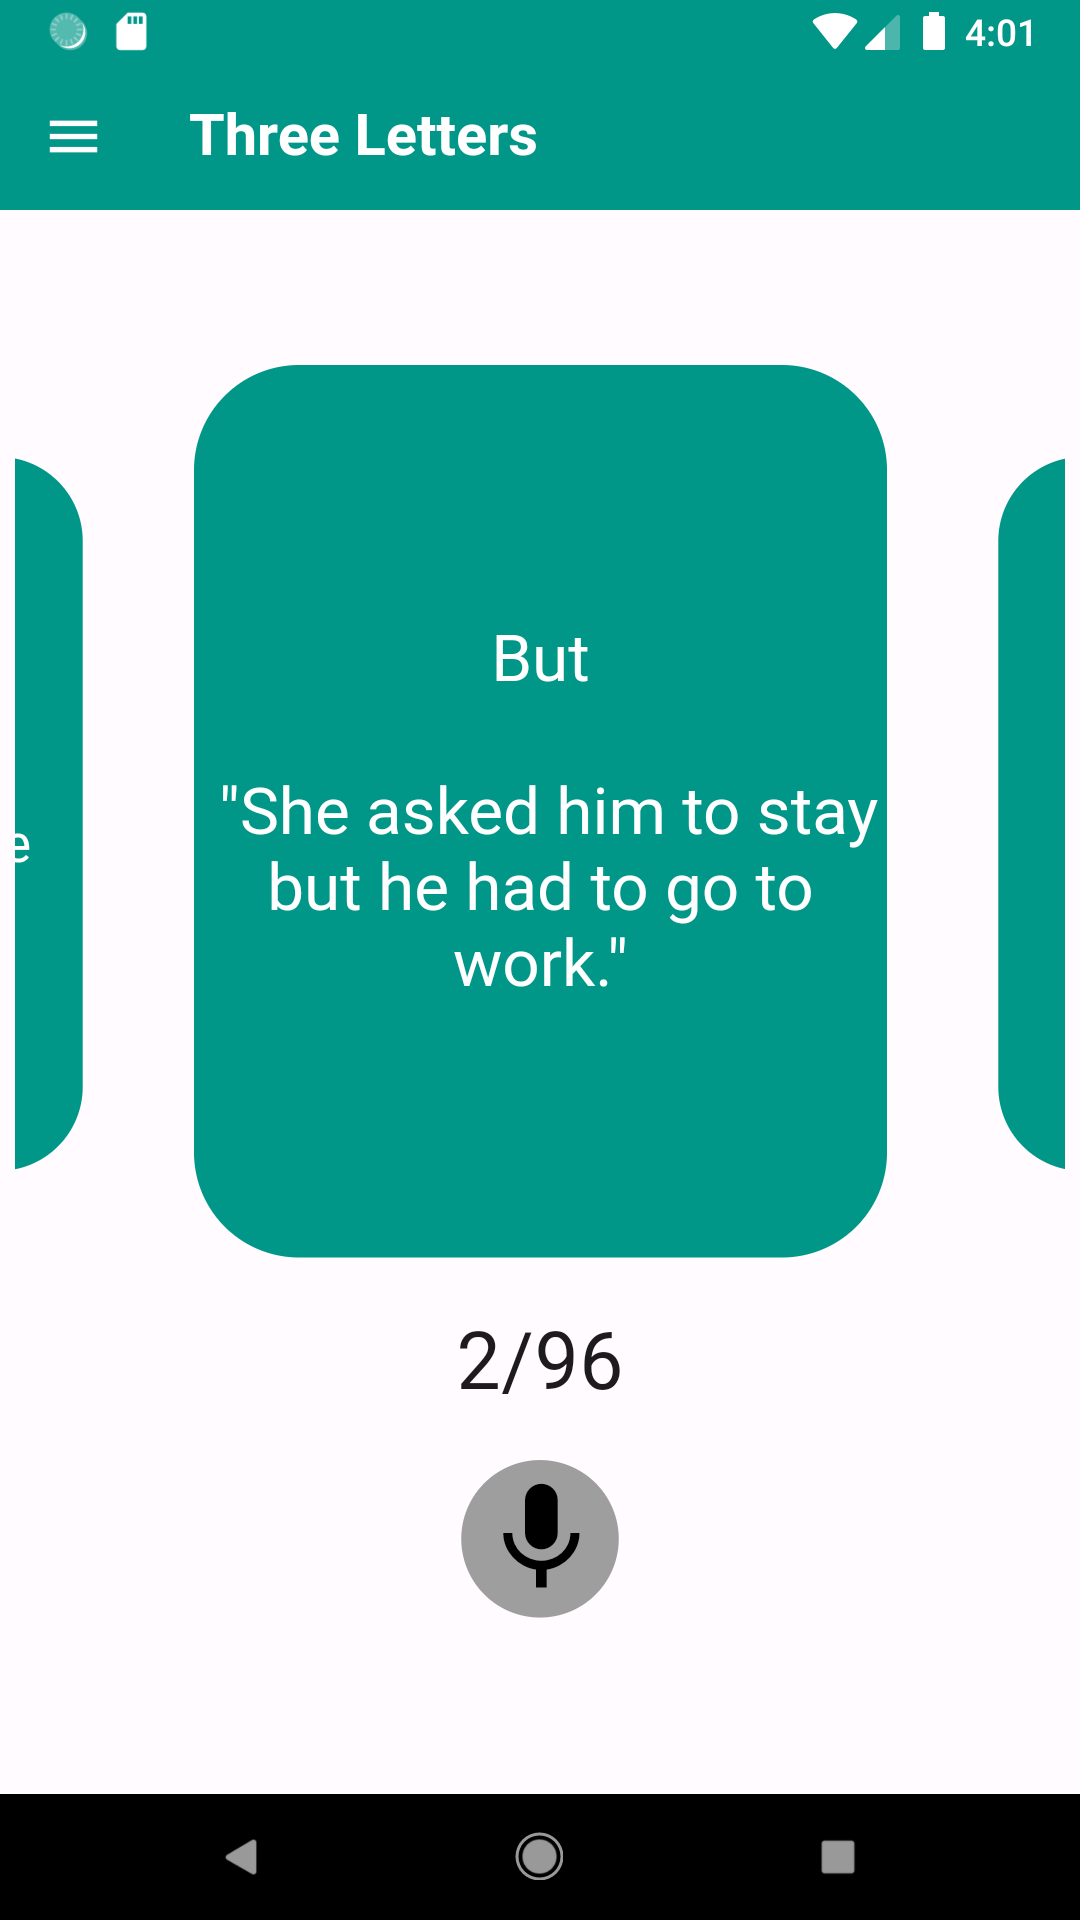 4:01
Three Letters
But
"She asked him to stay
but he had to go to
work."
e
2/96